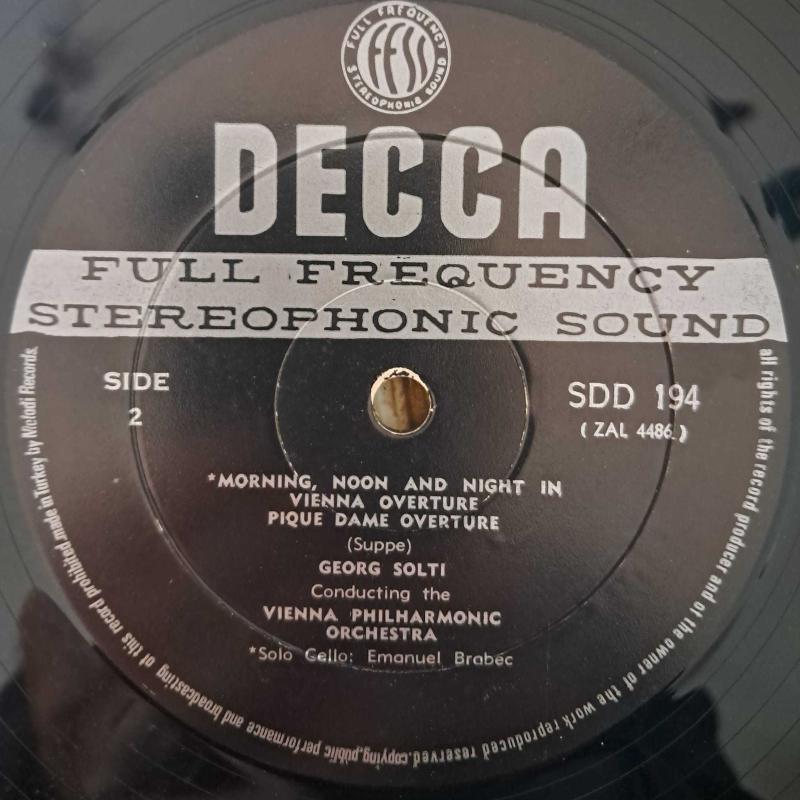 FULL FREQUENCY
ffss
STEREOPHONIC SOUND
DECCA
FULL FREQUENCY
STEREOPHONIC SOUND
SIDE
2
SDD 194
( ZAL 4486 )
*MORNING, NOON AND NIGHT IN
VIENNA OVERTURE
PIQUE DAME OVERTURE
(Suppe)
GEORG SOLTI
Conducting the
VIENNA PHILHARMONIC
ORCHESTRA
*Solo Cello: Emanuel Brabec
all rights of the record producer and of the owner of the work reproduced reserved.copying,public performance and broadcasting of this record prohibited.made in Turkey by Melodi Records.